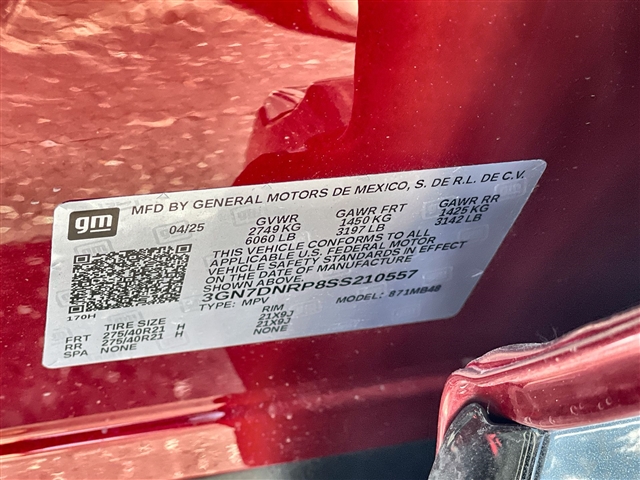 gm MFD BY GENERAL MOTORS DE MEXICO, S. DE R.L. DE C.V.
04/25 GVWR GAWR FRT GAWR RR
2749 KG 1450 KG 1425 KG
6060 LB 3197 LB 3142 LB
THIS VEHICLE CONFORMS TO ALL
APPLICABLE U.S. FEDERAL MOTOR
VEHICLE SAFETY STANDARDS IN EFFECT
ON THE DATE OF MANUFACTURE
SHOWN ABOVE.
3GN7DNRP8SS210557
TYPE: MPV MODEL: 871MB48
170H
TIRE SIZE RIM
FRT 275/40R21 H 21X9J
RR 275/40R21 H 21X9J
SPA NONE NONE